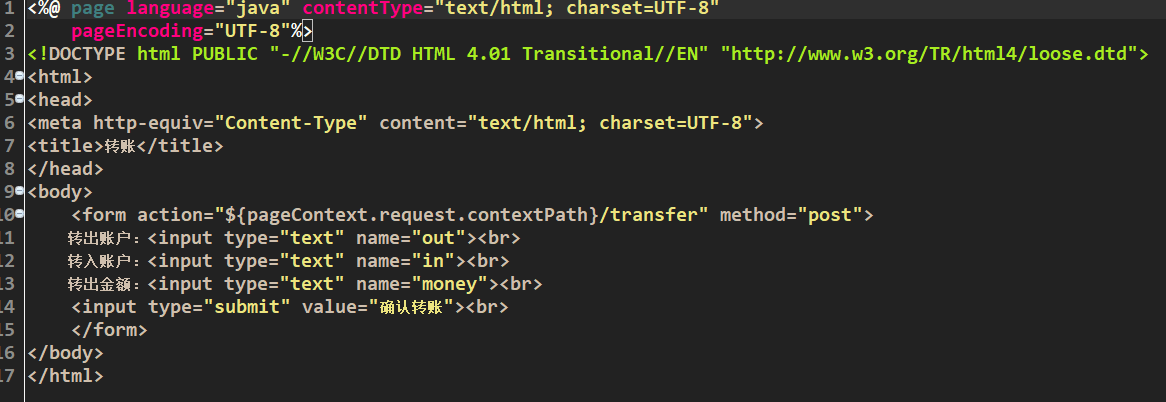 1 <%@ page language="java" contentType="text/html; charset=UTF-8"
2     pageEncoding="UTF-8"%>
3 <!DOCTYPE html PUBLIC "-//W3C//DTD HTML 4.01 Transitional//EN" "http://www.w3.org/TR/html4/loose.dtd">
4 <html>
5 <head>
6 <meta http-equiv="Content-Type" content="text/html; charset=UTF-8">
7 <title>转账</title>
8 </head>
9 <body>
10     <form action="${pageContext.request.contextPath}/transfer" method="post">
11     转出账户：<input type="text" name="out"><br>
12     转入账户：<input type="text" name="in"><br>
13     转出金额：<input type="text" name="money"><br>
14     <input type="submit" value="确认转账"><br>
15     </form>
16 </body>
17 </html>